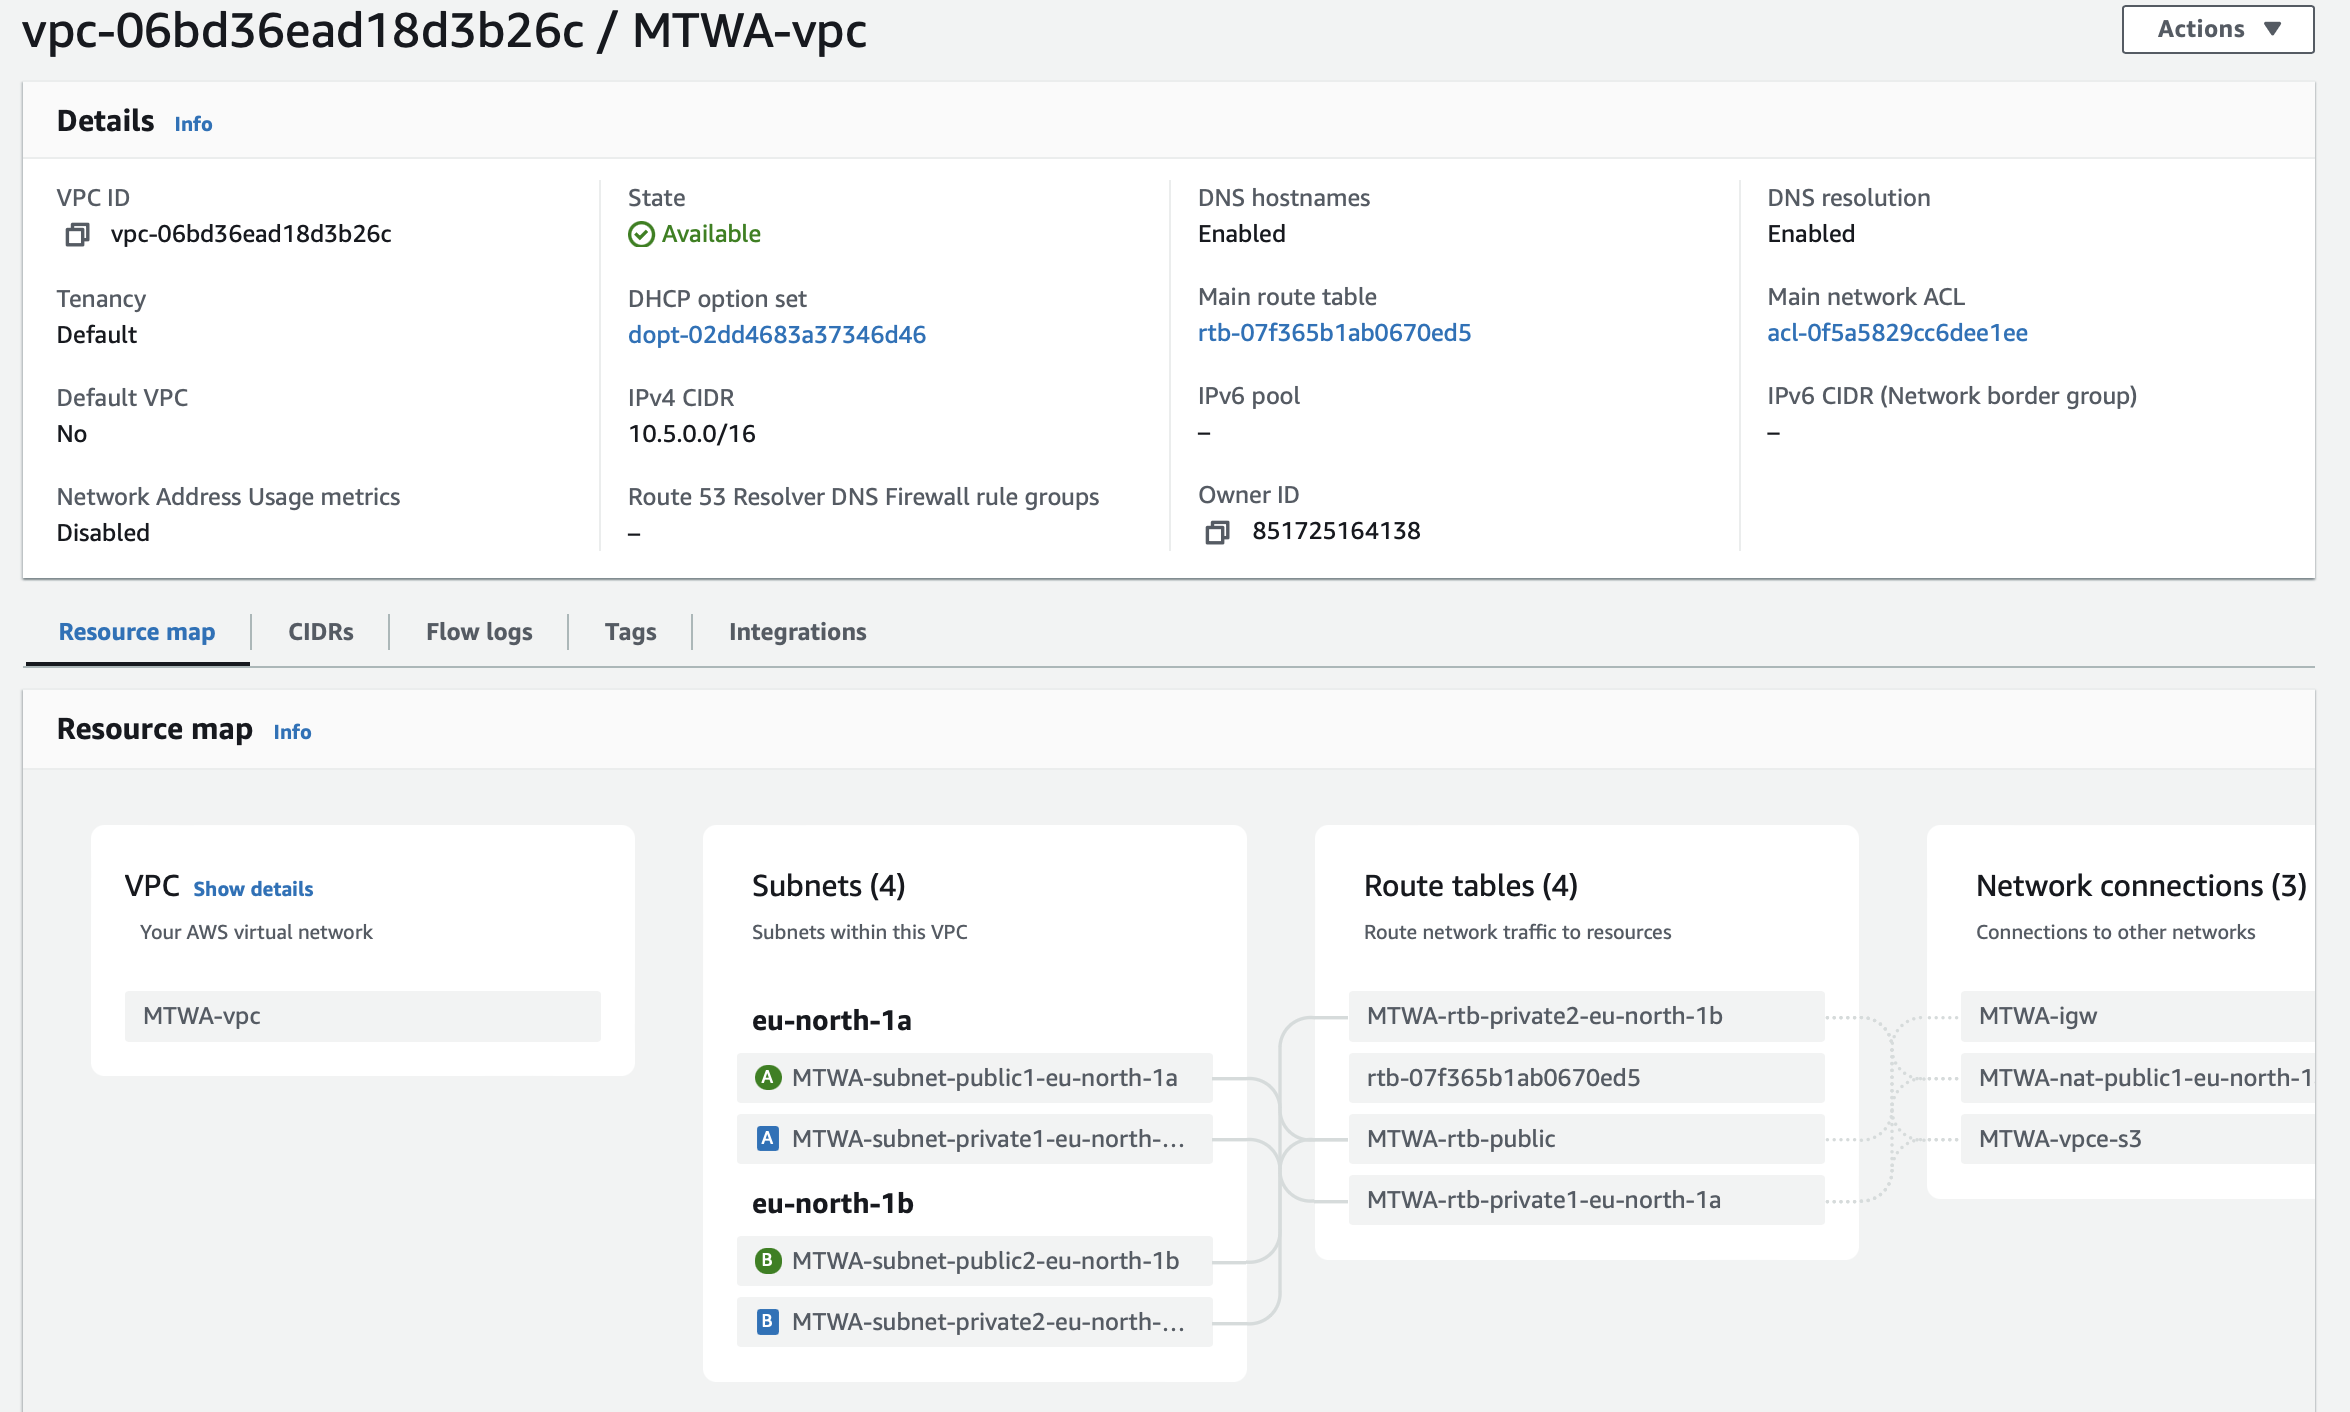 vpc-06bd36ead18d3b26c / MTWA-vpc
Actions
Details Info
VPC ID
vpc-06bd36ead18d3b26c
State
Available
DNS hostnames
Enabled
DNS resolution
Enabled
Tenancy
Default
DHCP option set
dopt-02dd4683a37346d46
Main route table
rtb-07f365b1ab0670ed5
Main network ACL
acl-0f5a5829cc6dee1ee
Default VPC
No
IPv4 CIDR
10.5.0.0/16
IPv6 pool
–
IPv6 CIDR (Network border group)
–
Network Address Usage metrics
Disabled
Route 53 Resolver DNS Firewall rule groups
–
Owner ID
851725164138
Resource map
CIDRs
Flow logs
Tags
Integrations
Resource map Info
VPC Show details
Your AWS virtual network
MTWA-vpc
Subnets (4)
Subnets within this VPC
eu-north-1a
A MTWA-subnet-public1-eu-north-1a
A MTWA-subnet-private1-eu-north-...
eu-north-1b
B MTWA-subnet-public2-eu-north-1b
B MTWA-subnet-private2-eu-north-...
Route tables (4)
Route network traffic to resources
MTWA-rtb-private2-eu-north-1b
rtb-07f365b1ab0670ed5
MTWA-rtb-public
MTWA-rtb-private1-eu-north-1a
Network connections (3)
Connections to other networks
MTWA-igw
MTWA-nat-public1-eu-north-1
MTWA-vpce-s3